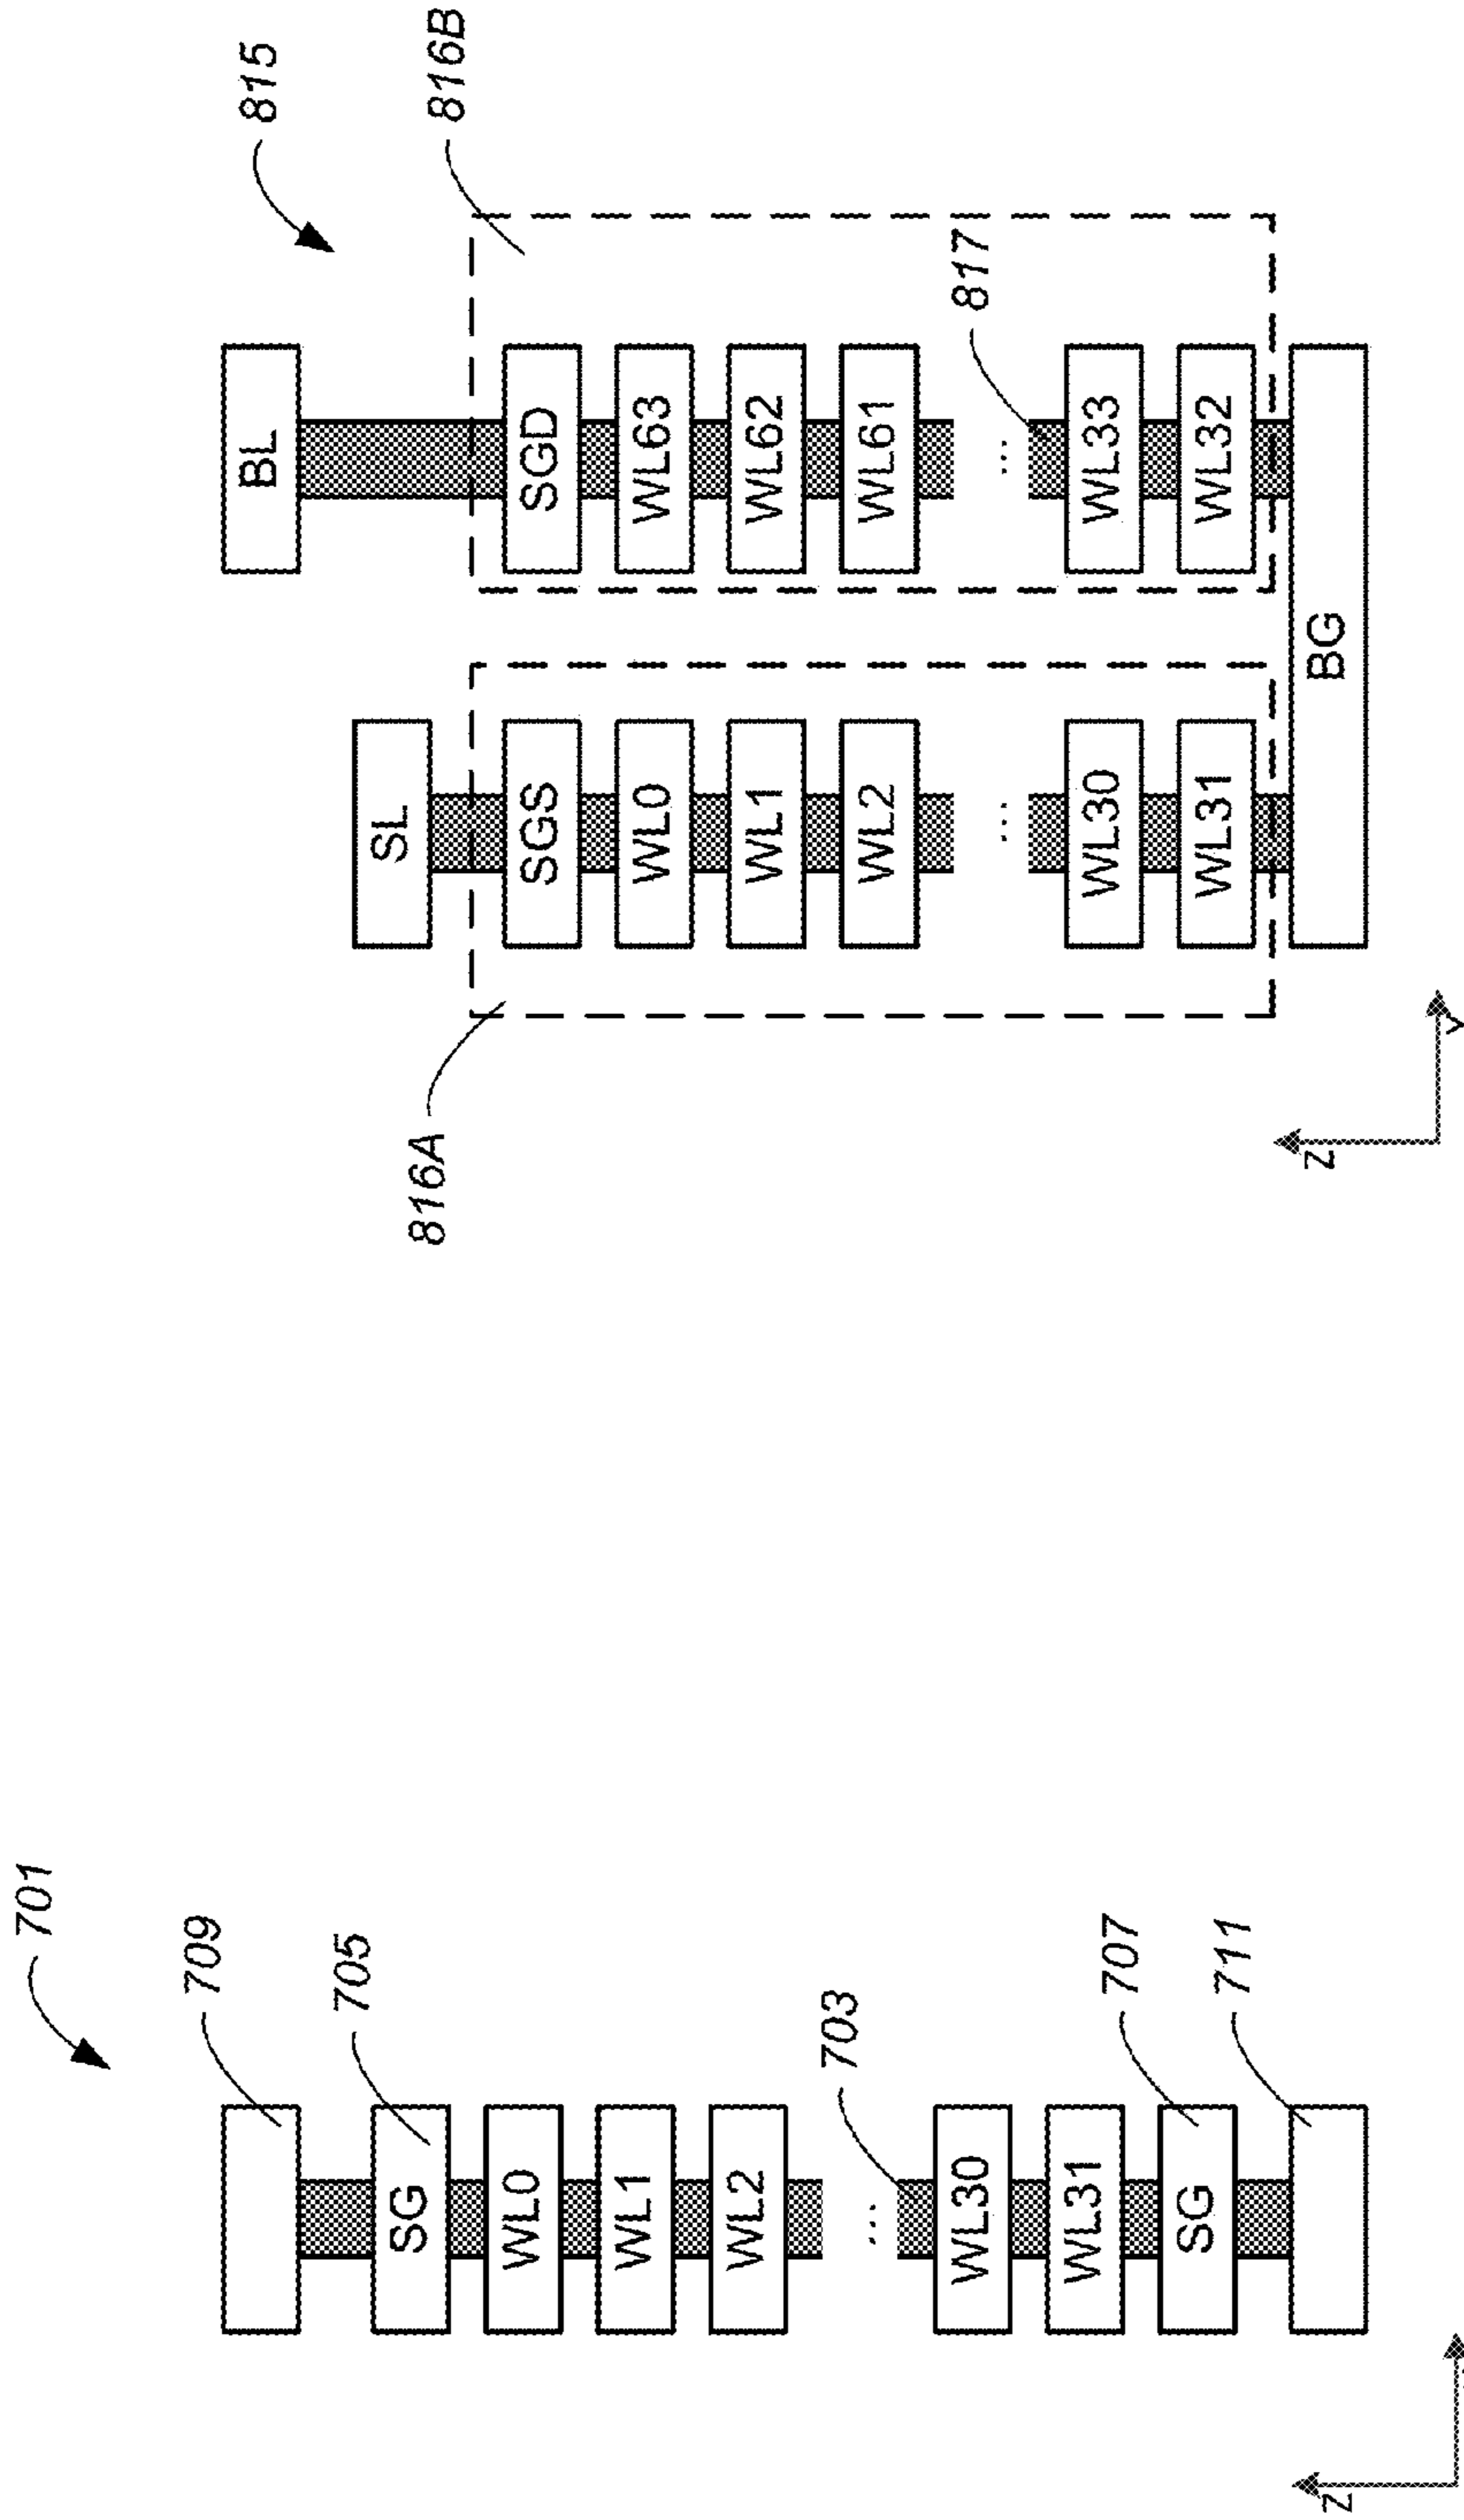 701
709
705
SG
WL0
WL1
WL2
703
...
WL30
WL31
707
SG
711
z
815
BL
SL
816A
816B
SGS
SGD
WL0
WL63
WL1
WL62
WL2
WL61
817
...
...
WL30
WL33
WL31
WL32
BG
z
y